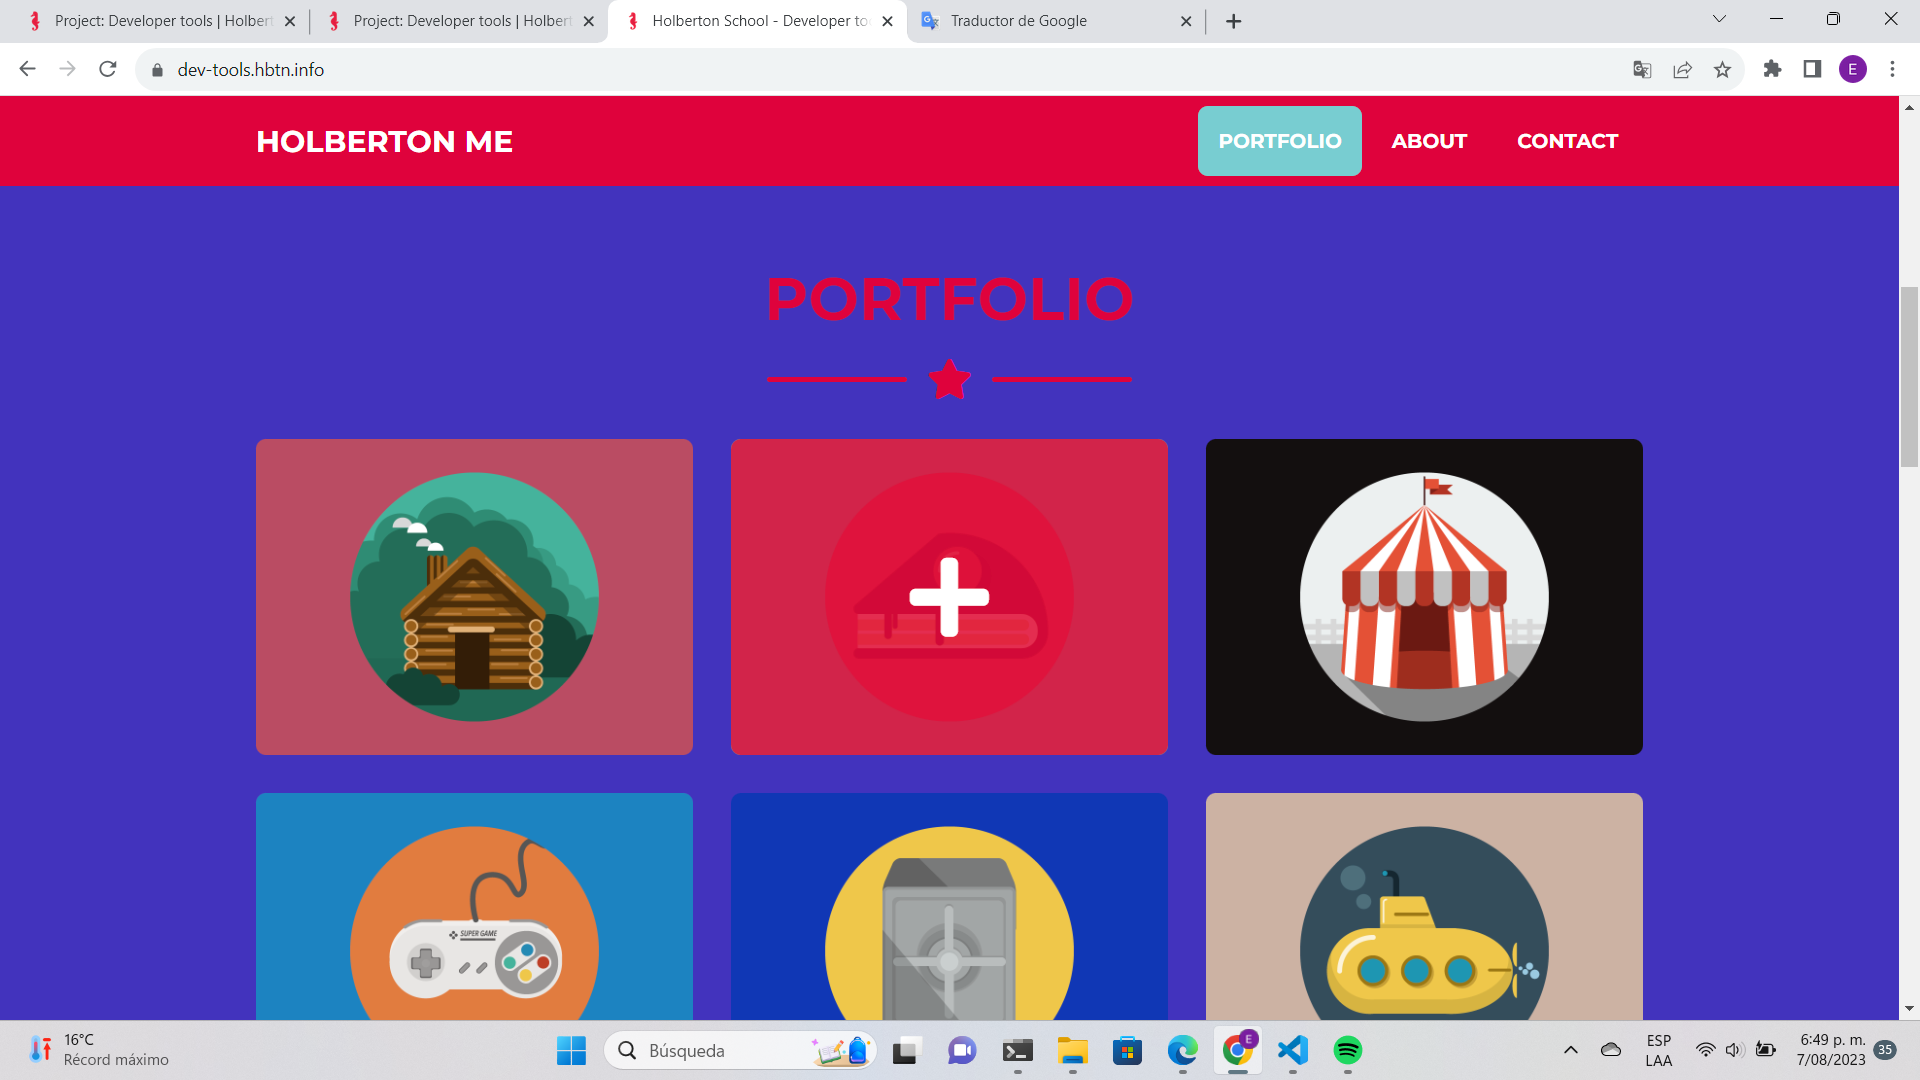 Project: Developer tools | Holbert
Project: Developer tools | Holbert
Holberton School - Developer to
Traductor de Google
dev-tools.hbtn.info
E
HOLBERTON ME
PORTFOLIO
ABOUT
CONTACT
PORTFOLIO
SUPER GAME
16°C
Récord máximo
Búsqueda
E
ESP
LAA
6:49 p. m.
7/08/2023
35